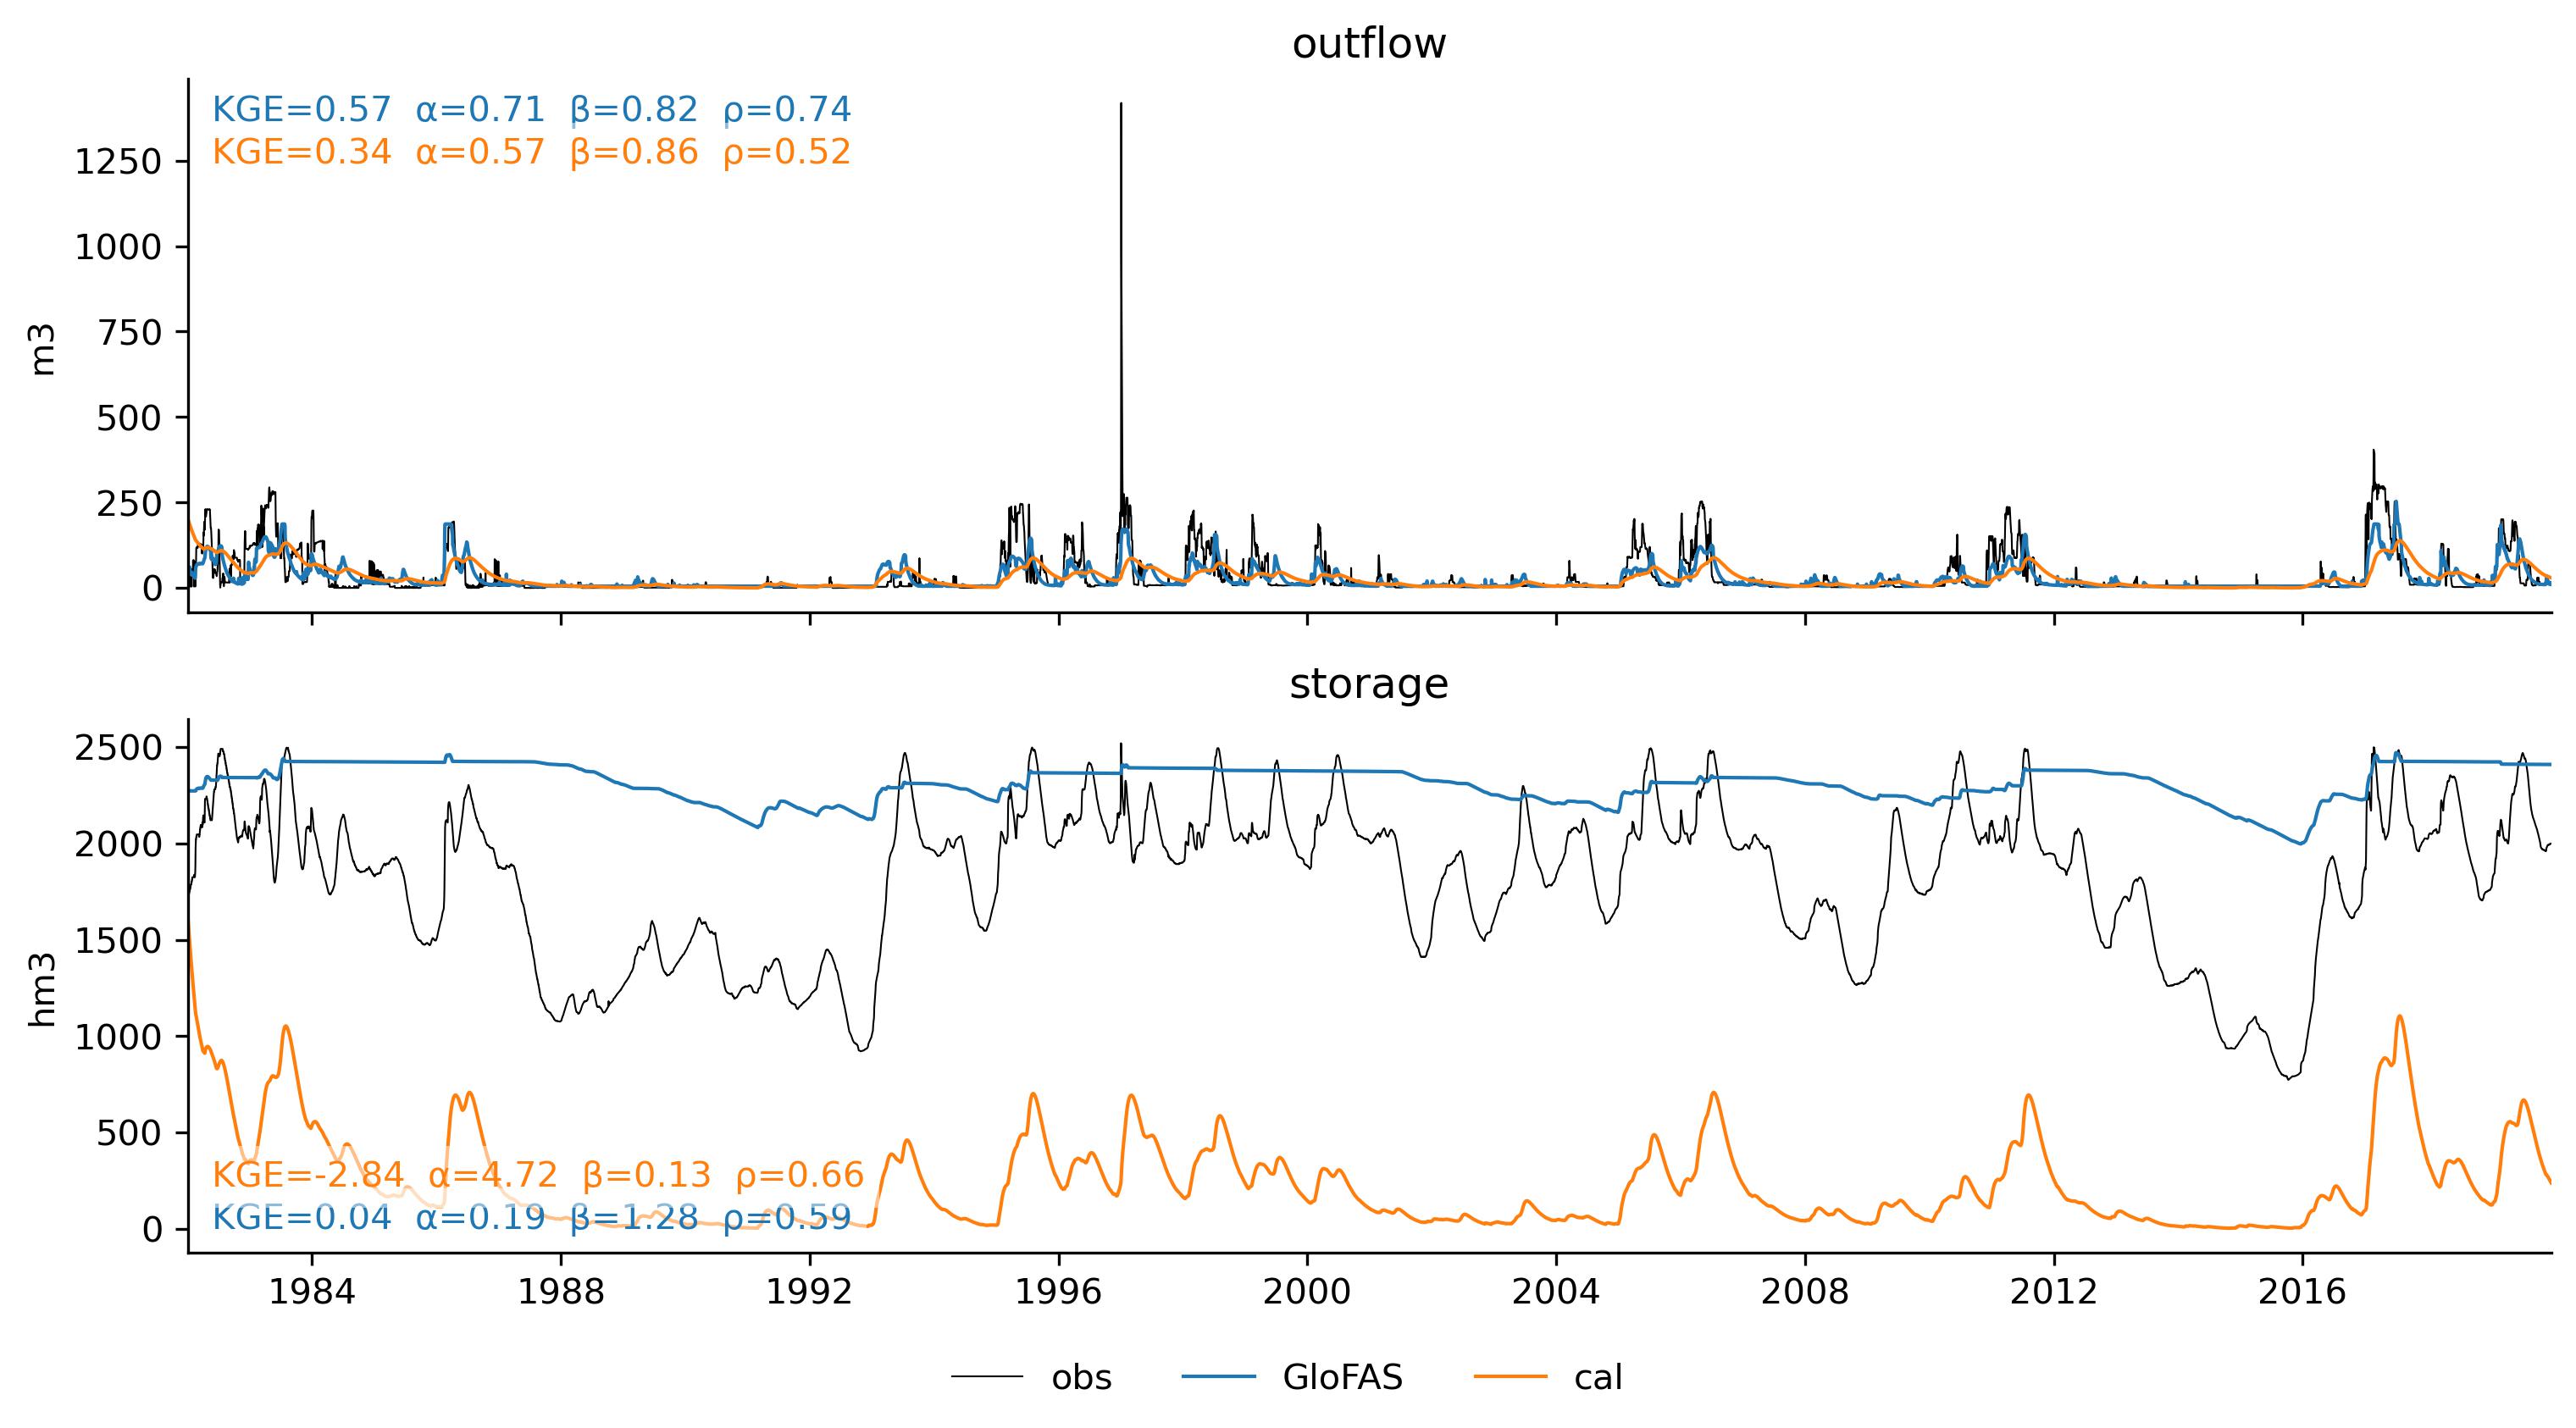 outflow
KGE=0.57 α=0.71 β=0.82 ρ=0.74
KGE=0.34 α=0.57 β=0.86 ρ=0.52
1250
1000
750
500
250
0
m3
storage
2500
2000
1500
1000
500
0
hm3
KGE=-2.84 α=4.72 β=0.13 ρ=0.66
KGE=0.04 α=0.19 β=1.28 ρ=0.59
1984 1988 1992 1996 2000 2004 2008 2012 2016
obs GloFAS cal